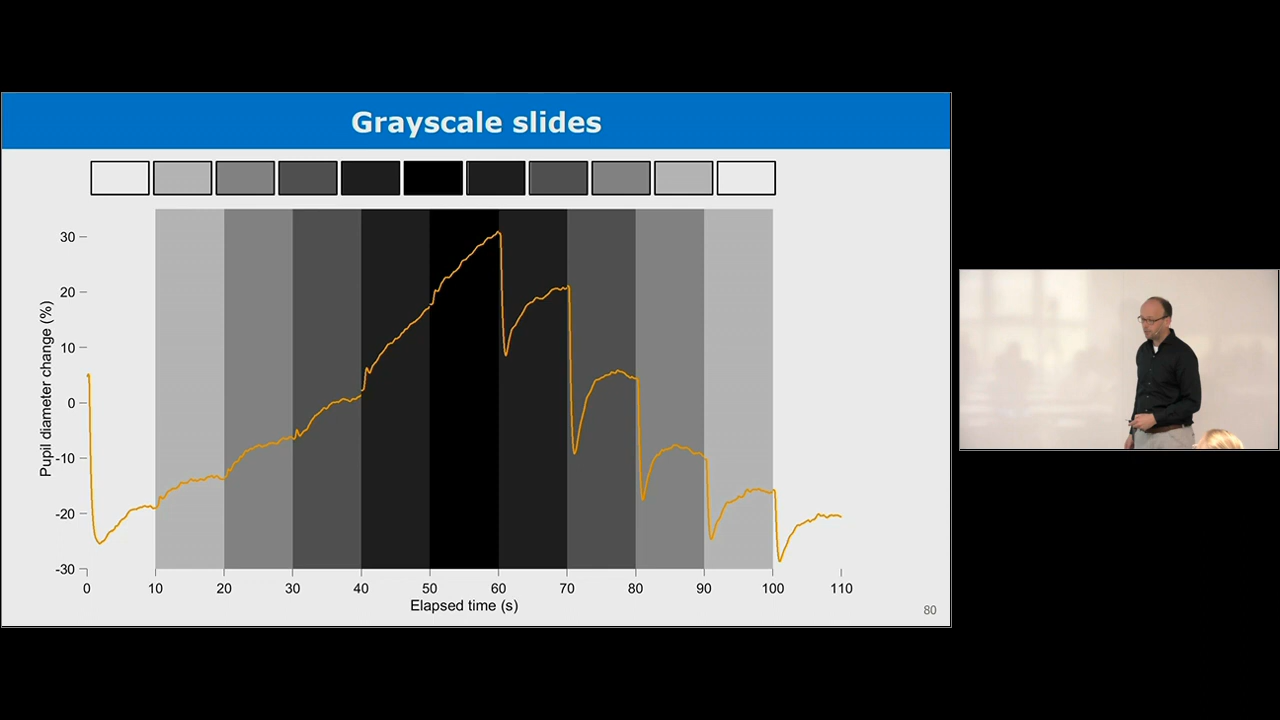 Grayscale slides
30
20
10
0
-10
-20
-30
Pupil diameter change (%)
0 10 20 30 40 50 60 70 80 90 100 110
Elapsed time (s)
80